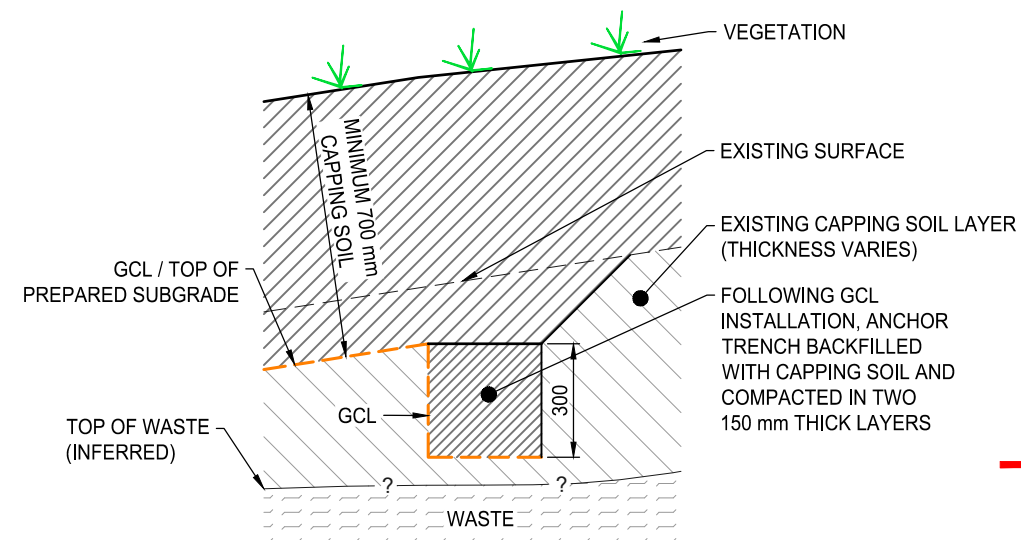 VEGETATION
MINIMUM 700 mm
CAPPING SOIL
EXISTING SURFACE
EXISTING CAPPING SOIL LAYER
(THICKNESS VARIES)
GCL / TOP OF
PREPARED SUBGRADE
FOLLOWING GCL
INSTALLATION, ANCHOR
TRENCH BACKFILLED
WITH CAPPING SOIL AND
COMPACTED IN TWO
150 mm THICK LAYERS
300
GCL
TOP OF WASTE
(INFERRED)
? ?
WASTE